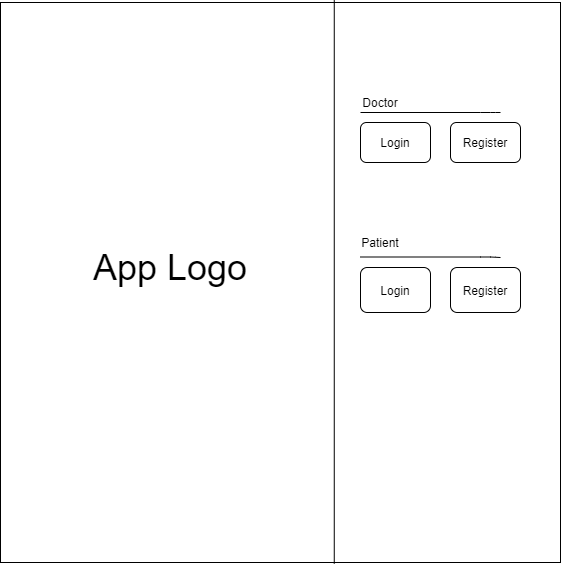 App Logo
Doctor
Login Register
Patient
Login Register